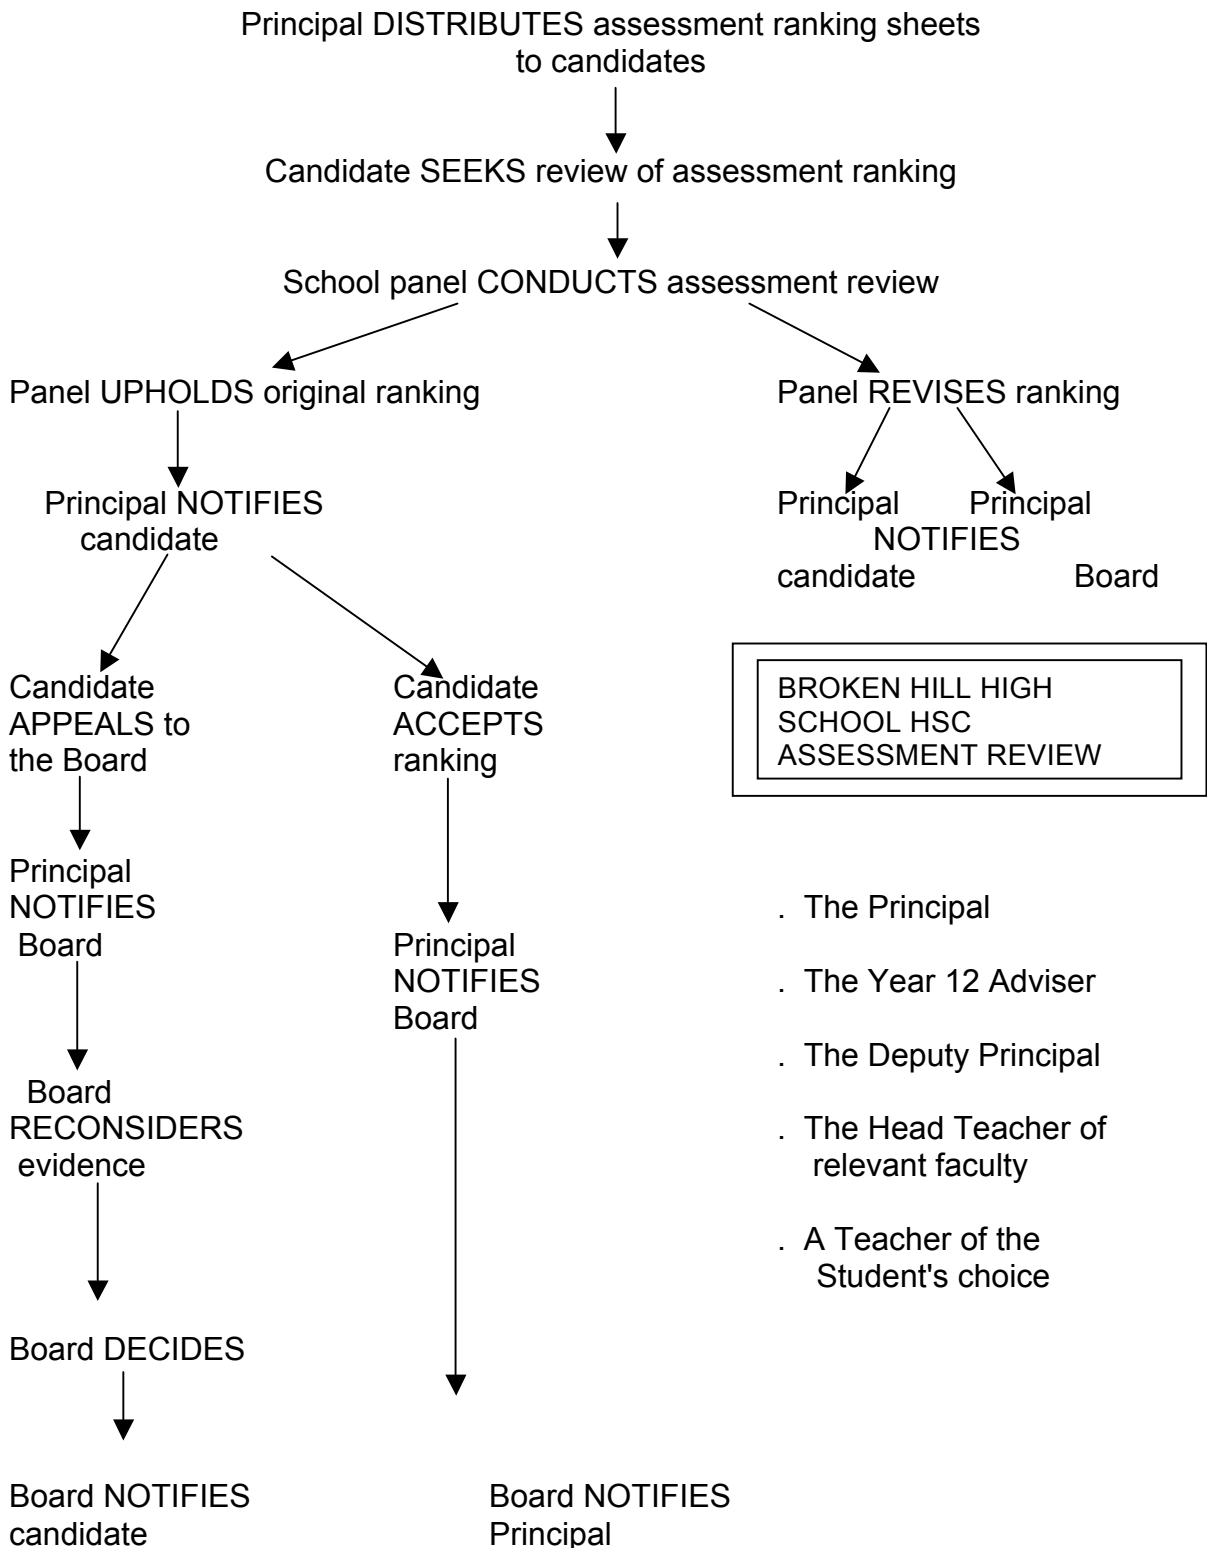 Principal DISTRIBUTES assessment ranking sheets
to candidates
Candidate SEEKS review of assessment ranking
School panel CONDUCTS assessment review
Panel UPHOLDS original ranking
Panel REVISES ranking
Principal NOTIFIES
candidate
Principal Principal
NOTIFIES
candidate Board
Candidate
APPEALS to
the Board
Candidate
ACCEPTS
ranking
BROKEN HILL HIGH
SCHOOL HSC
ASSESSMENT REVIEW
Principal
NOTIFIES
Board
Principal
NOTIFIES
Board
. The Principal
. The Year 12 Adviser
. The Deputy Principal
. The Head Teacher of
relevant faculty
. A Teacher of the
Student's choice
Board
RECONSIDERS
evidence
Board DECIDES
Board NOTIFIES
candidate
Board NOTIFIES
Principal